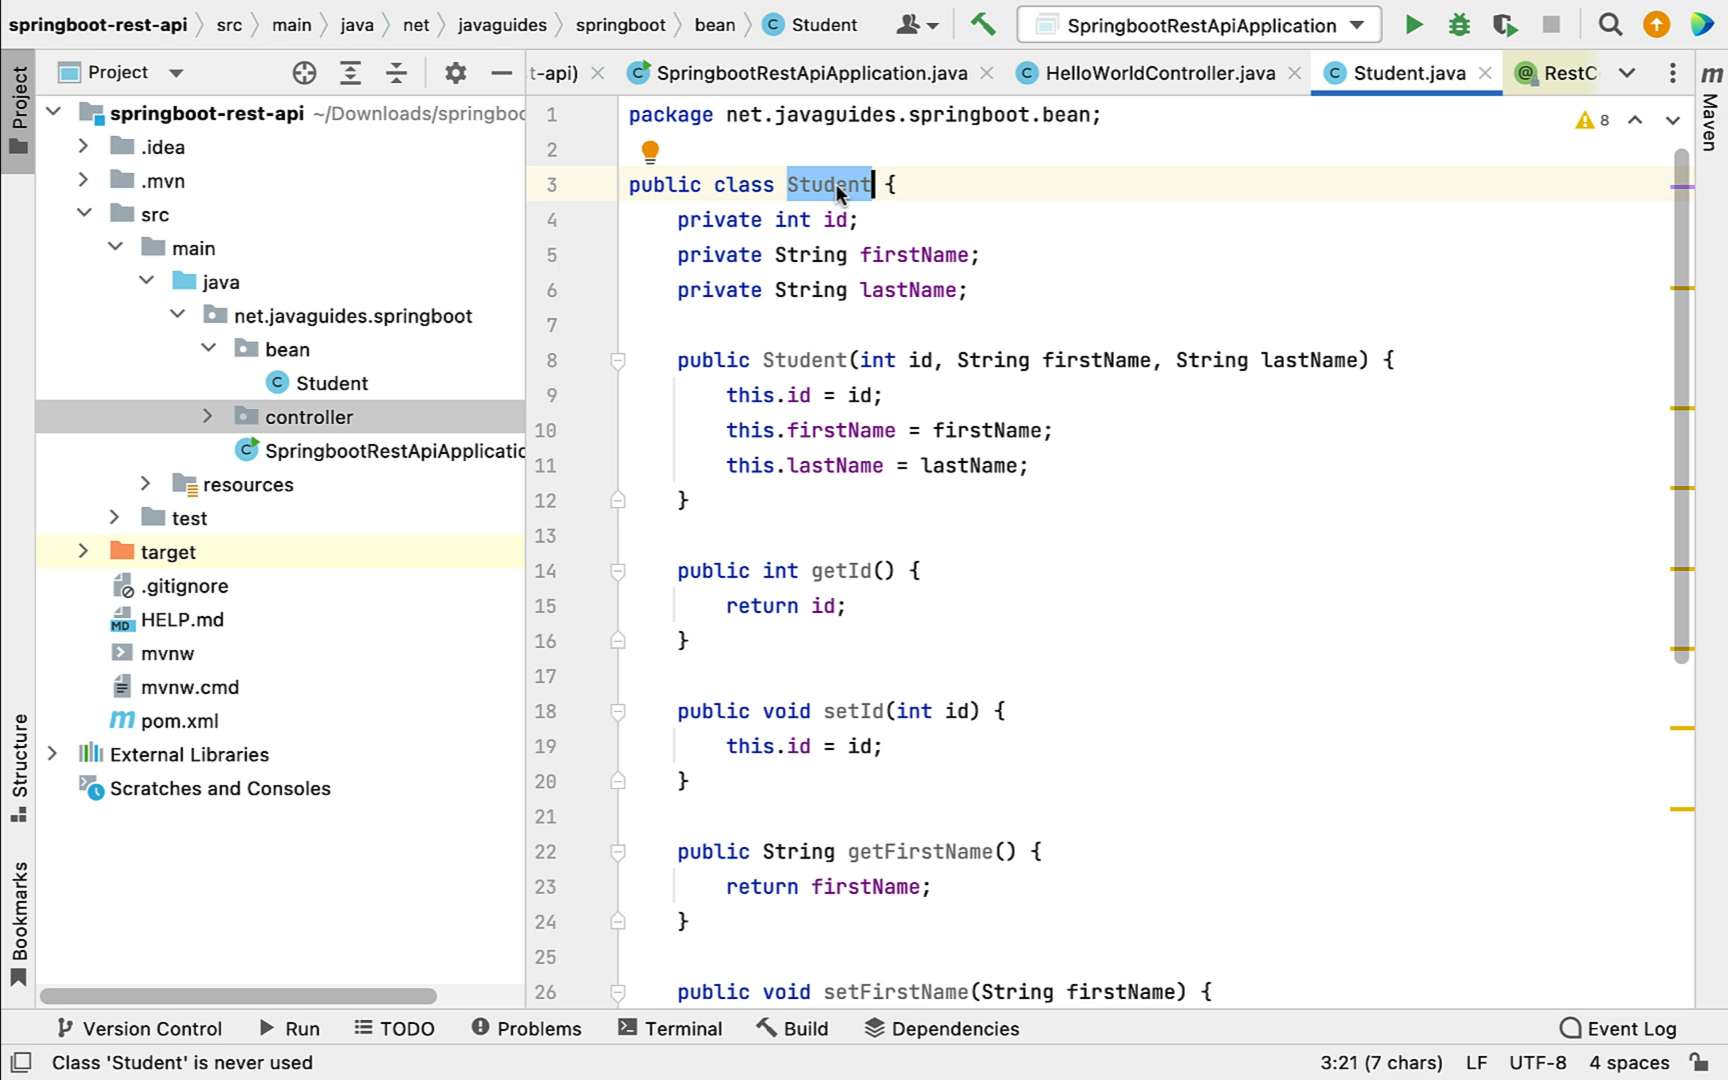 springboot-rest-api src main java net javaguides springboot bean C Student SpringbootRestApiApplication
Project
Project
t-api) SpringbootRestApiApplication.java HelloWorldController.java Student.java RestC
m
Maven
springboot-rest-api ~/Downloads/springboo
.idea
.mvn
src
main
java
net.javaguides.springboot
bean
Student
controller
SpringbootRestApiApplicatio
resources
test
target
.gitignore
HELP.md
mvnw
mvnw.cmd
pom.xml
External Libraries
Scratches and Consoles
Structure
Bookmarks
8
1 package net.javaguides.springboot.bean;
2
3 public class Student {
4 private int id;
5 private String firstName;
6 private String lastName;
7
8 public Student(int id, String firstName, String lastName) {
9 this.id = id;
10 this.firstName = firstName;
11 this.lastName = lastName;
12 }
13
14 public int getId() {
15 return id;
16 }
17
18 public void setId(int id) {
19 this.id = id;
20 }
21
22 public String getFirstName() {
23 return firstName;
24 }
25
26 public void setFirstName(String firstName) {
Version Control Run TODO Problems Terminal Build Dependencies Event Log
Class 'Student' is never used 3:21 (7 chars) LF UTF-8 4 spaces